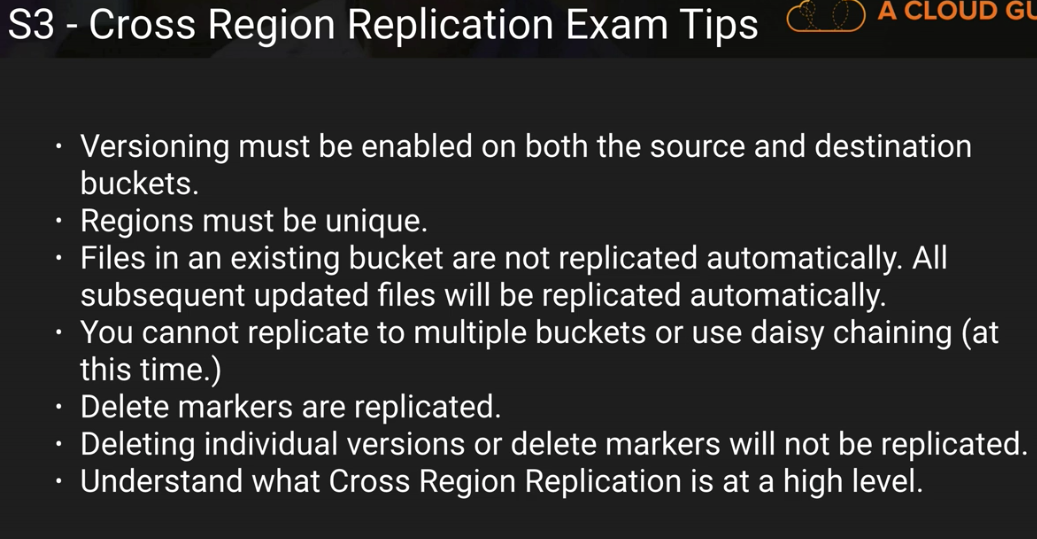 S3 - Cross Region Replication Exam Tips
A CLOUD GU
· Versioning must be enabled on both the source and destination
buckets.
· Regions must be unique.
· Files in an existing bucket are not replicated automatically. All
subsequent updated files will be replicated automatically.
· You cannot replicate to multiple buckets or use daisy chaining (at
this time.)
· Delete markers are replicated.
· Deleting individual versions or delete markers will not be replicated.
· Understand what Cross Region Replication is at a high level.